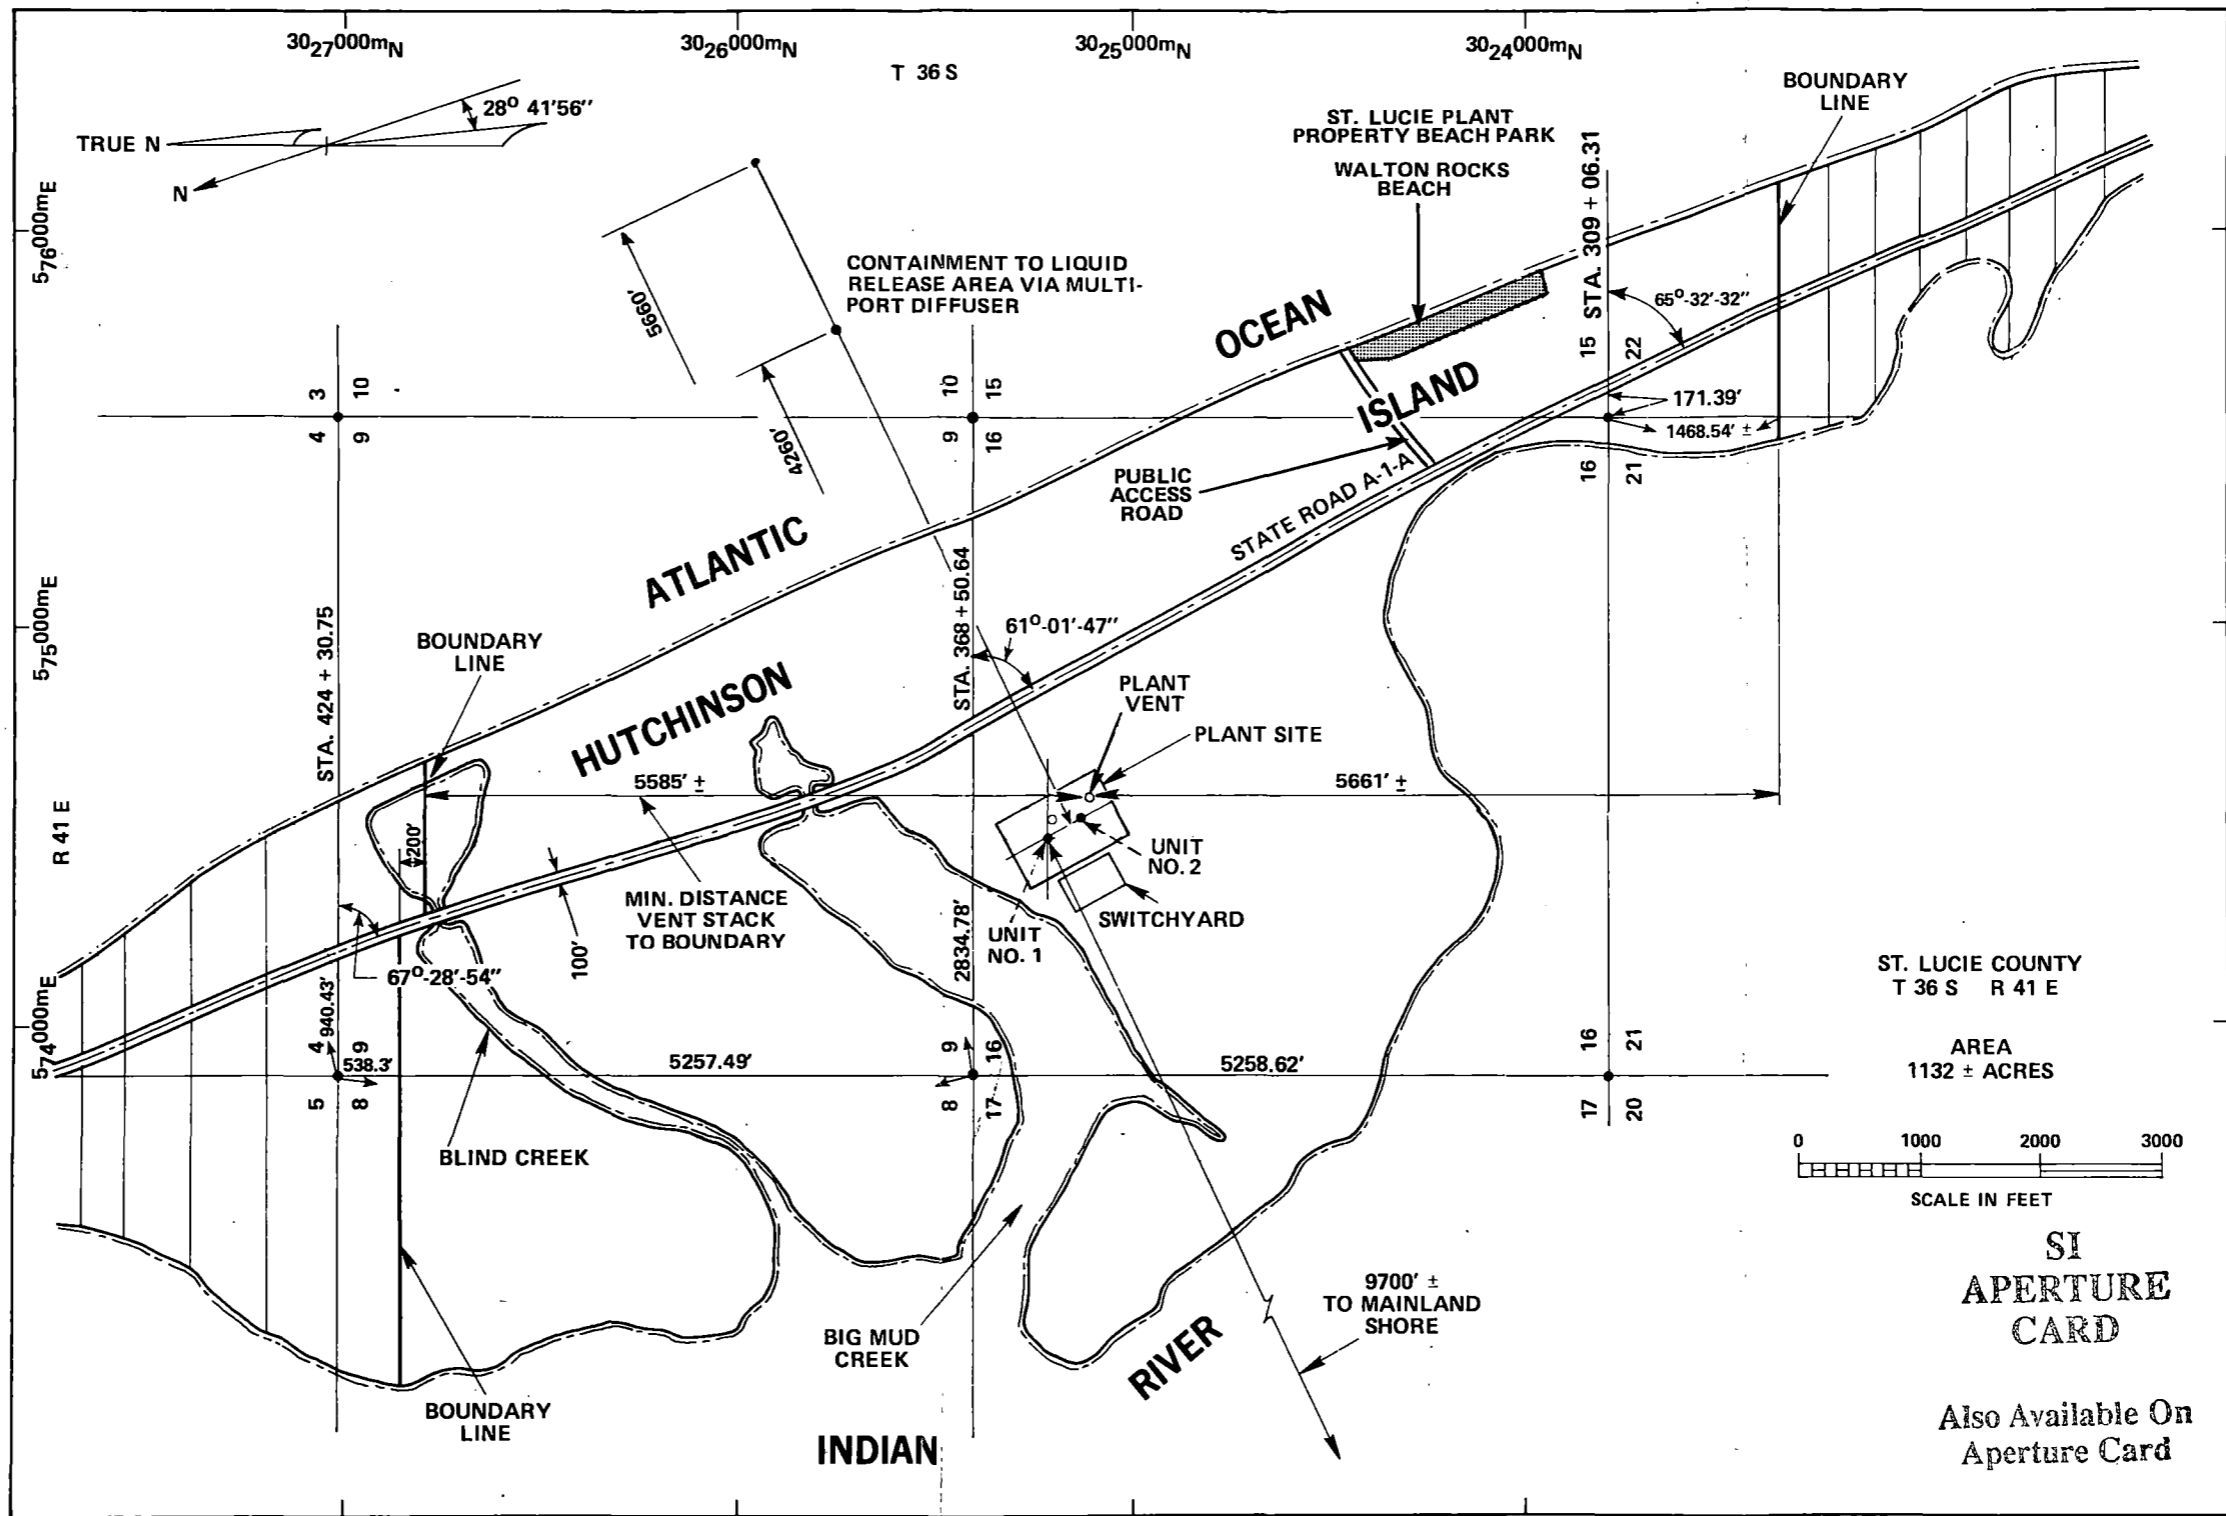 3027000mN
3026000mN
3025000mN
3024000mN
T 36 S
TRUE N
N
28° 41'56"
BOUNDARY
LINE
ST. LUCIE PLANT
PROPERTY BEACH PARK
WALTON ROCKS
BEACH
STA. 309 + 06.31
576000mE
5660'
CONTAINMENT TO LIQUID
RELEASE AREA VIA MULTI-
PORT DIFFUSER
OCEAN
65°-32'-32"
15
22
3
10
10
15
ISLAND
171.39'
4
9
4260'
9
16
1468.54' ±
PUBLIC
ACCESS
ROAD
STATE ROAD A-1-A
16
21
ATLANTIC
575000mE
STA. 424 + 30.75
BOUNDARY
LINE
STA. 368 + 50.64
61°-01'-47"
HUTCHINSON
PLANT
VENT
PLANT SITE
5585' ±
5661' ±
R 41 E
200'
UNIT
NO. 2
MIN. DISTANCE
VENT STACK
TO BOUNDARY
100'
2834.78'
UNIT
NO. 1
SWITCHYARD
67°-28'-54"
ST. LUCIE COUNTY
T 36 S R 41 E
574000mE
940.43'
4
9
538.3'
5257.49'
9
16
5258.62'
16
21
AREA
1132 ± ACRES
5
8
8
17
17
20
BLIND CREEK
0 1000 2000 3000
SCALE IN FEET
SI
APERTURE
CARD
9700' ±
TO MAINLAND
SHORE
BIG MUD
CREEK
RIVER
BOUNDARY
LINE
INDIAN
Also Available On
Aperture Card